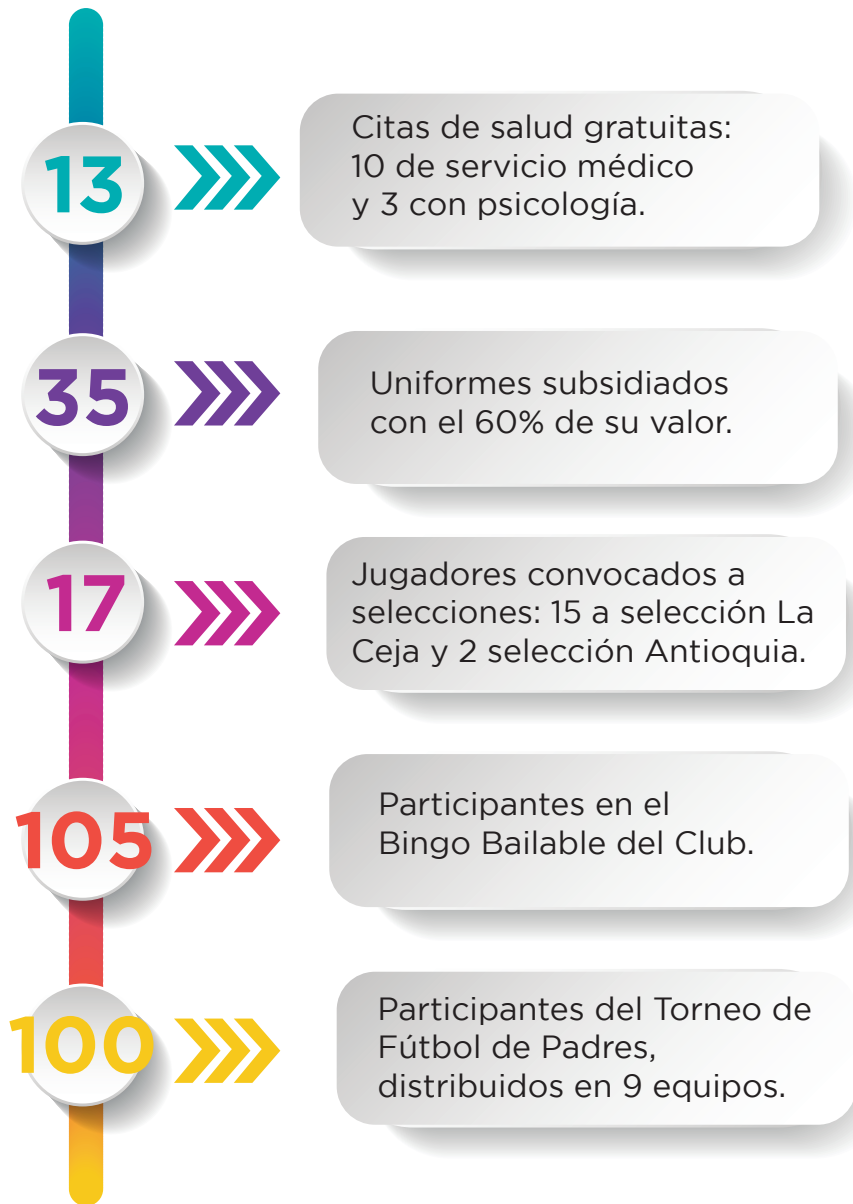 13
Citas de salud gratuitas:
10 de servicio médico
y 3 con psicología.
35
Uniformes subsidiados
con el 60% de su valor.
17
Jugadores convocados a
selecciones: 15 a selección La
Ceja y 2 selección Antioquia.
105
Participantes en el
Bingo Bailable del Club.
100
Participantes del Torneo de
Fútbol de Padres,
distribuidos en 9 equipos.